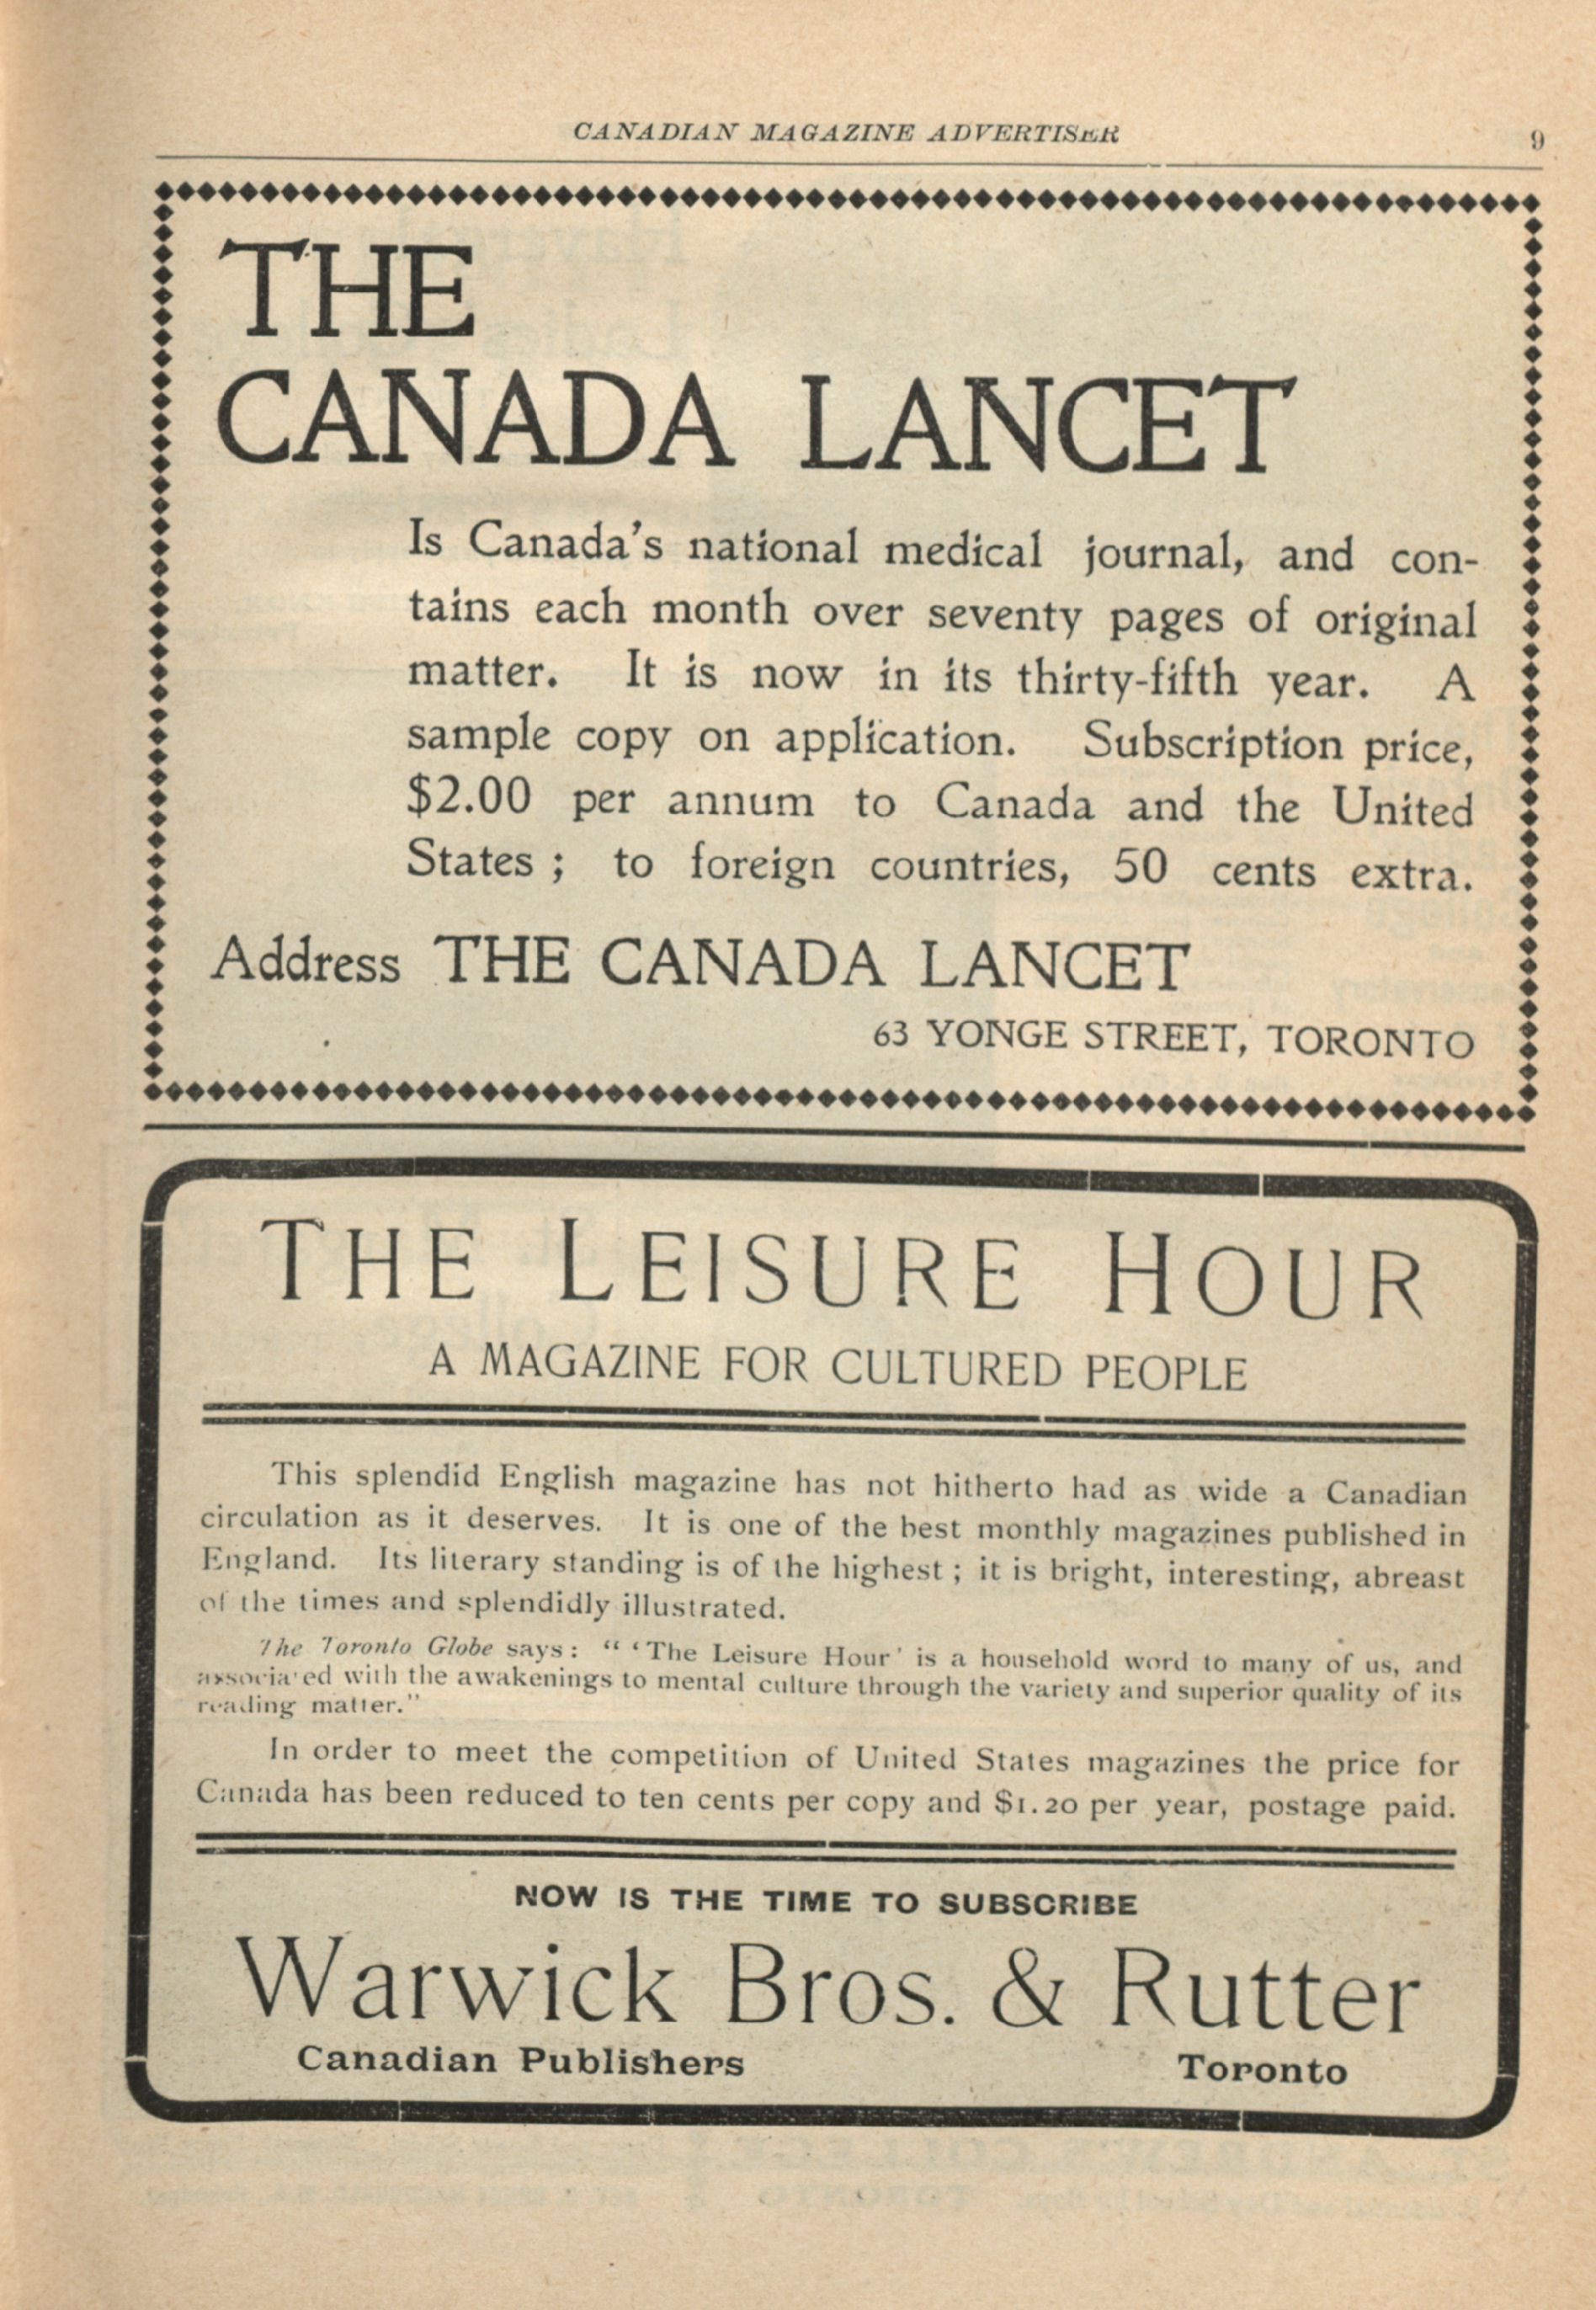 CANADIAN MAGAZINE ADVERTISER
9
THE
CANADA LANCET
Is Canada's national medical journal, and con-
tains each month over seventy pages of original
matter. It is now in its thirty-fifth year. A
sample copy on application. Subscription price,
$2.00 per annum to Canada and the United
States ; to foreign countries, 50 cents extra.
Address THE CANADA LANCET
63 YONGE STREET, TORONTO
THE LEISURE HOUR
A MAGAZINE FOR CULTURED PEOPLE
This splendid English magazine has not hitherto had as wide a Canadian
circulation as it deserves. It is one of the best monthly magazines published in
England. Its literary standing is of the highest ; it is bright, interesting, abreast
of the times and splendidly illustrated.
The Toronto Globe says : " 'The Leisure Hour' is a household word to many of us, and
associated with the awakenings to mental culture through the variety and superior quality of its
reading matter."
In order to meet the competition of United States magazines the price for
Canada has been reduced to ten cents per copy and $1.20 per year, postage paid.
NOW IS THE TIME TO SUBSCRIBE
Warwick Bros. & Rutter
Canadian Publishers Toronto